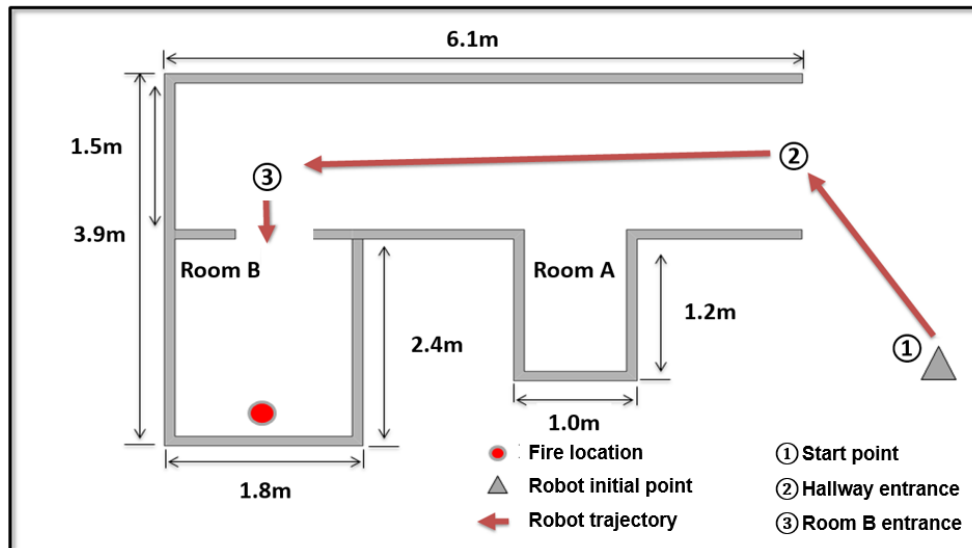 6.1m
1.5m
②
③
3.9m
Room B
Room A
1.2m
①
2.4m
1.0m
1.8m
Fire location
Robot initial point
Robot trajectory
① Start point
② Hallway entrance
③ Room B entrance